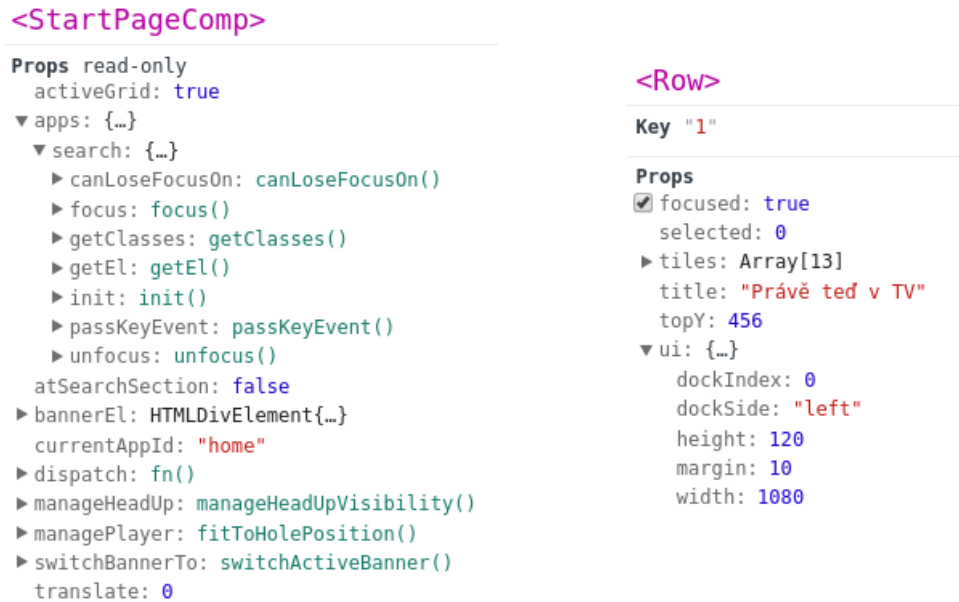 <StartPageComp>
Props read-only
activeGrid: true
▼ apps: {…}
▼ search: {…}
▶ canLoseFocusOn: canLoseFocusOn()
▶ focus: focus()
▶ getClasses: getClasses()
▶ getEl: getEl()
▶ init: init()
▶ passKeyEvent: passKeyEvent()
▶ unfocus: unfocus()
atSearchSection: false
▶ bannerEl: HTMLDivElement{…}
currentAppId: "home"
▶ dispatch: fn()
▶ manageHeadUp: manageHeadUpVisibility()
▶ managePlayer: fitToHolePosition()
▶ switchBannerTo: switchActiveBanner()
translate: 0
<Row>
Key "1"
Props
focused: true
selected: 0
▶ tiles: Array[13]
title: "Právě teď v TV"
topY: 456
▼ ui: {…}
dockIndex: 0
dockSide: "left"
height: 120
margin: 10
width: 1080